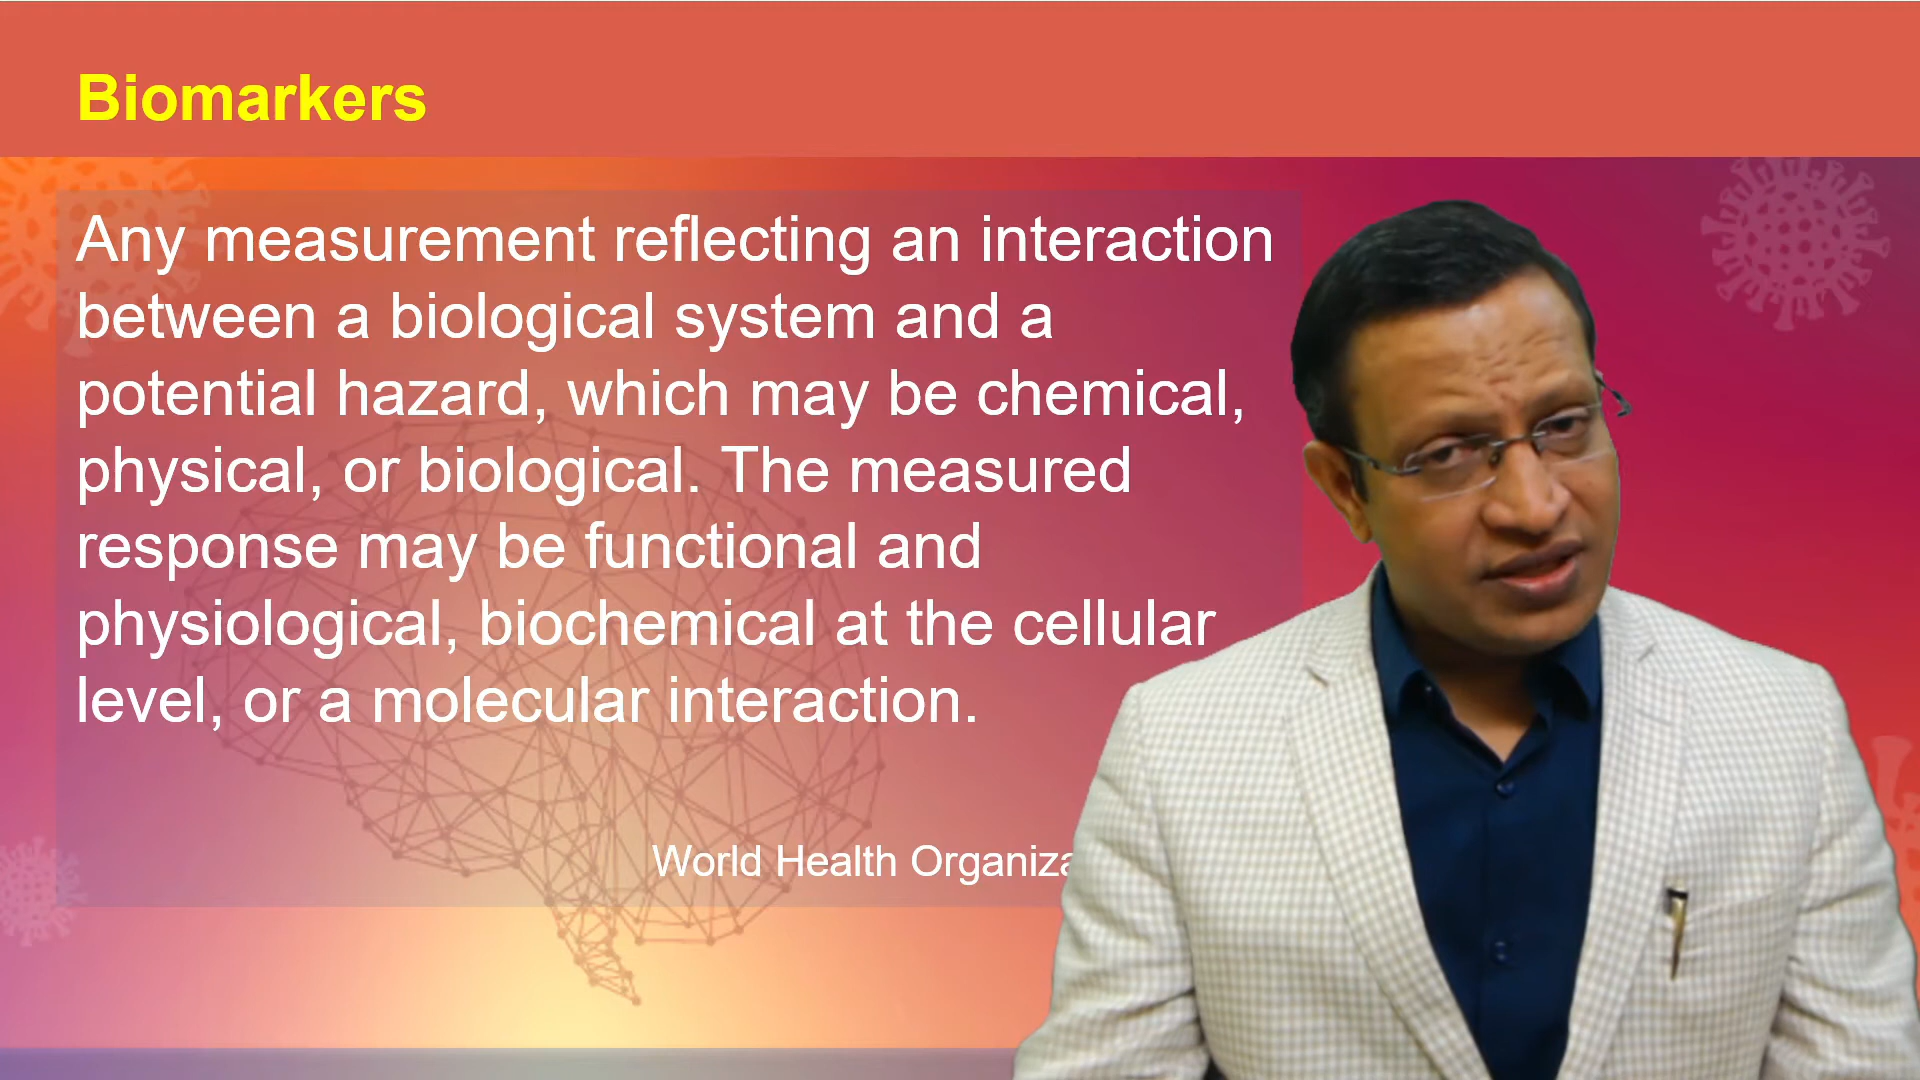 Biomarkers
Any measurement reflecting an interaction
between a biological system and a
potential hazard, which may be chemical,
physical, or biological. The measured
response may be functional and
physiological, biochemical at the cellular
level, or a molecular interaction.
World Health